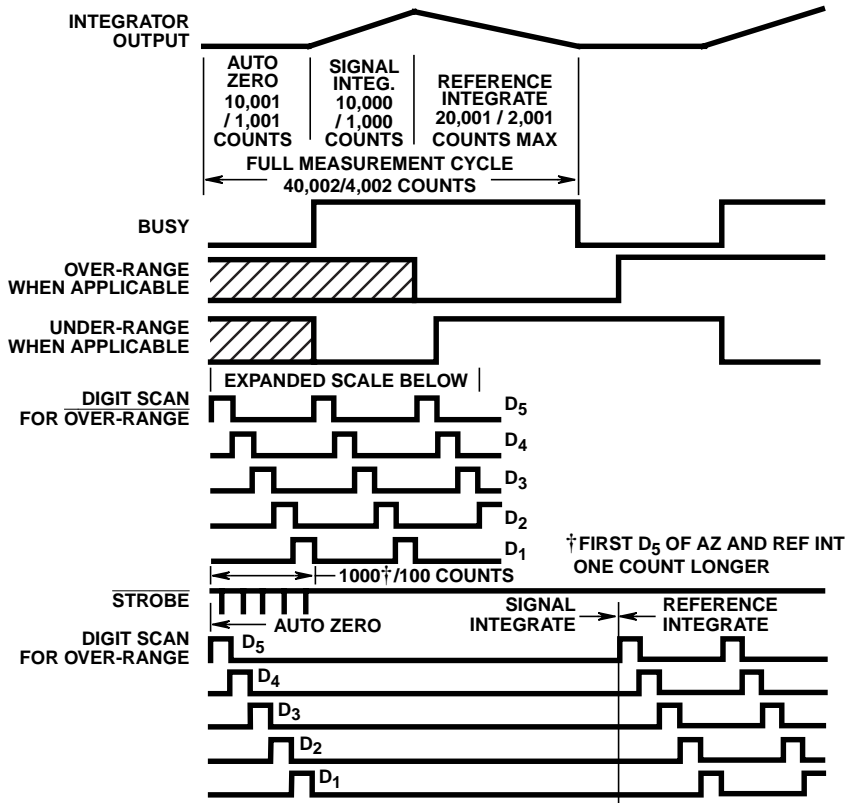 INTEGRATOR
OUTPUT
AUTO
ZERO
10,001
/ 1,001
COUNTS
SIGNAL
INTEG.
10,000
/ 1,000
COUNTS
REFERENCE
INTEGRATE
20,001 / 2,001
COUNTS MAX
FULL MEASUREMENT CYCLE
40,002/4,002 COUNTS
BUSY
OVER-RANGE
WHEN APPLICABLE
UNDER-RANGE
WHEN APPLICABLE
EXPANDED SCALE BELOW
DIGIT SCAN
FOR OVER-RANGE
D5
D4
D3
D2
D1
†FIRST D5 OF AZ AND REF INT
ONE COUNT LONGER
1000†/100 COUNTS
STROBE
AUTO ZERO
SIGNAL
INTEGRATE
REFERENCE
INTEGRATE
DIGIT SCAN
FOR OVER-RANGE
D5
D4
D3
D2
D1